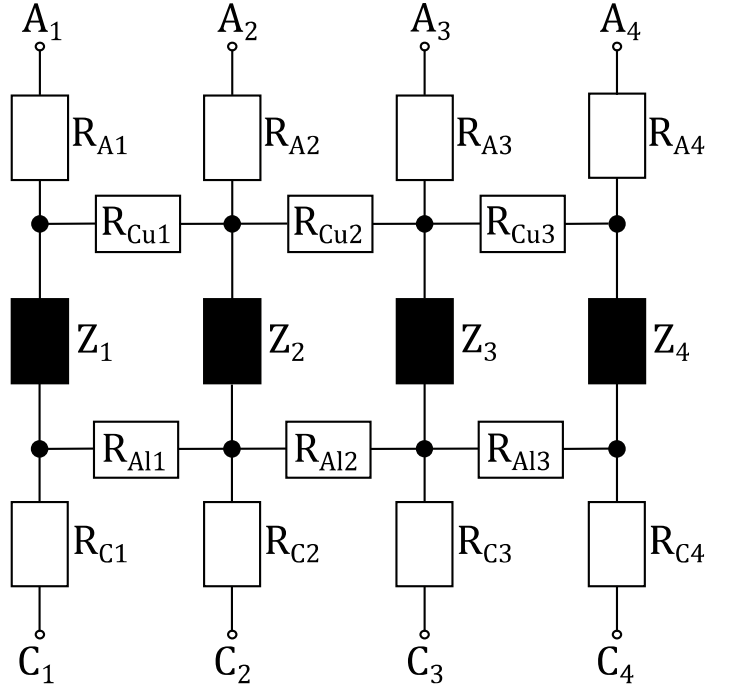 A1 A2 A3 A4
RA1 RA2 RA3 RA4
RCu1 RCu2 RCu3
Z1 Z2 Z3 Z4
RAl1 RAl2 RAl3
RC1 RC2 RC3 RC4
C1 C2 C3 C4